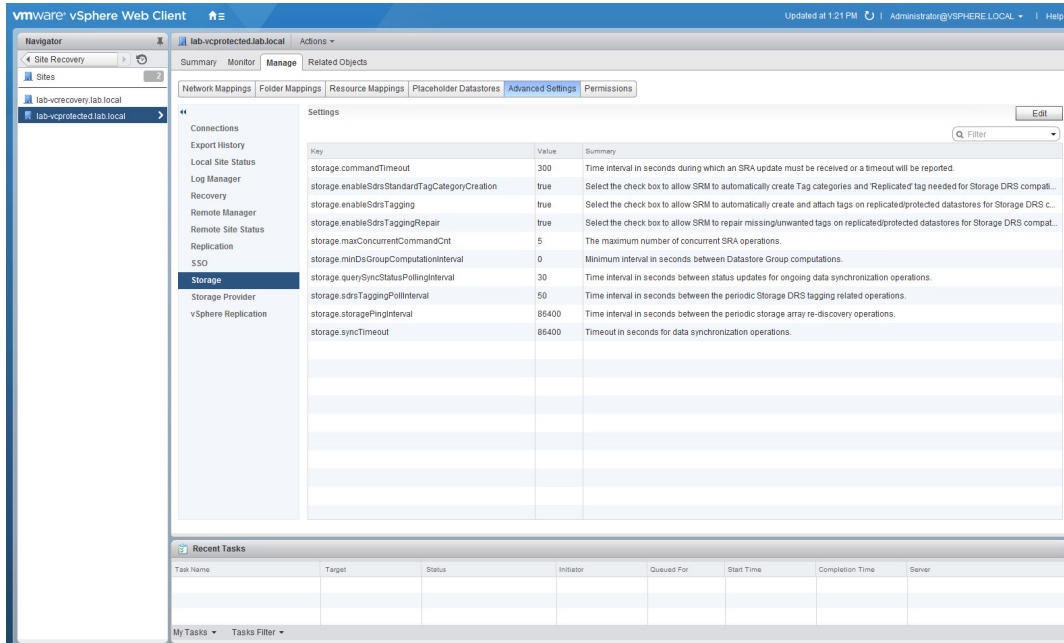 vmware® vSphere Web Client
Updated at 1:21 PM | Administrator@VSPHERE.LOCAL | Help
Navigator
Site Recovery
Sites 2
lab-vcrecovery.lab.local
lab-vcprotected.lab.local
lab-vcprotected.lab.local Actions
Summary Monitor Manage Related Objects
Network Mappings Folder Mappings Resource Mappings Placeholder Datastores Advanced Settings Permissions
Connections
Export History
Local Site Status
Log Manager
Recovery
Remote Manager
Remote Site Status
Replication
SSO
Storage
Storage Provider
vSphere Replication
Settings Edit
Filter
Key Value Summary
storage.commandTimeout 300 Time interval in seconds during which an SRA update must be received or a timeout will be reported.
storage.enableSdrsStandardTagCategoryCreation true Select the check box to allow SRM to automatically create Tag categories and 'Replicated' tag needed for Storage DRS compati...
storage.enableSdrsTagging true Select the check box to allow SRM to automatically create and attach tags on replicated/protected datastores for Storage DRS c...
storage.enableSdrsTaggingRepair true Select the check box to allow SRM to repair missing/unwanted tags on replicated/protected datastores for Storage DRS compat...
storage.maxConcurrentCommandCnt 5 The maximum number of concurrent SRA operations.
storage.minDsGroupComputationInterval 0 Minimum interval in seconds between Datastore Group computations.
storage.querySyncStatusPollingInterval 30 Time interval in seconds between status updates for ongoing data synchronization operations.
storage.sdrsTaggingPollInterval 50 Time interval in seconds between the periodic Storage DRS tagging related operations.
storage.storagePingInterval 86400 Time interval in seconds between the periodic storage array re-discovery operations.
storage.syncTimeout 86400 Timeout in seconds for data synchronization operations.
Recent Tasks
Task Name Target Status Initiator Queued For Start Time Completion Time Server
My Tasks Tasks Filter